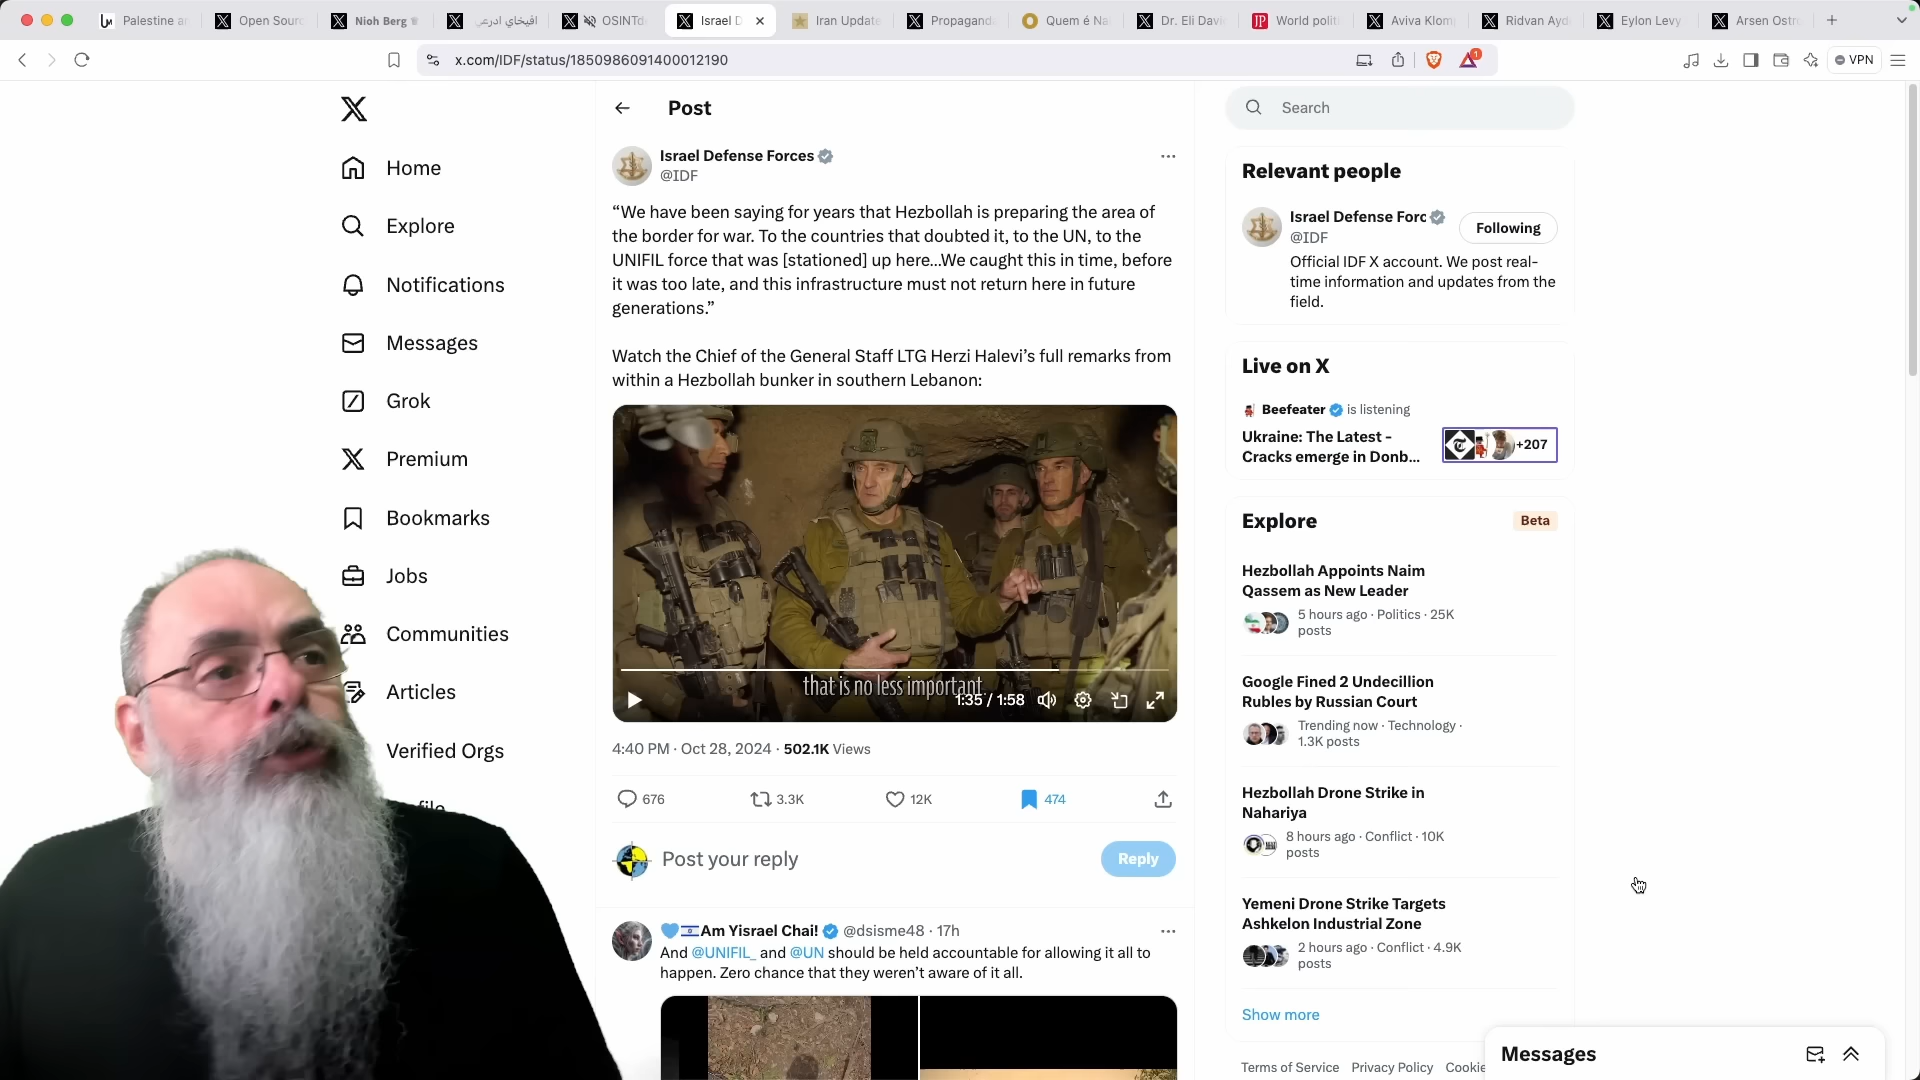 Palestine a
Open Sourc
Nioh Berg
افيخاي ادرعي
OSINTde
Israel D
Iran Update
Propaganda
Quem é Na
Dr. Eli Davi
World politi
Aviva Klom
Ridvan Ayd
Eylon Levy
Arsen Ostro
x.com/IDF/status/1850986091400012190
1
VPN
Home
Explore
Notifications
Messages
Grok
Premium
Bookmarks
Jobs
Communities
Articles
Verified Orgs
Post
Israel Defense Forces
@IDF
“We have been saying for years that Hezbollah is preparing the area of
the border for war. To the countries that doubted it, to the UN, to the
UNIFIL force that was [stationed] up here...We caught this in time, before
it was too late, and this infrastructure must not return here in future
generations.”
Watch the Chief of the General Staff LTG Herzi Halevi’s full remarks from
within a Hezbollah bunker in southern Lebanon:
that is no less important
1:35 / 1:58
4:40 PM · Oct 28, 2024 · 502.1K Views
676
3.3K
12K
474
Post your reply
Reply
Am Yisrael Chai! @dsisme48 · 17h
And @UNIFIL_ and @UN should be held accountable for allowing it all to
happen. Zero chance that they weren’t aware of it all.
Search
Relevant people
Israel Defense Forc
@IDF
Following
Official IDF X account. We post real-
time information and updates from the
field.
Live on X
Beefeater is listening
Ukraine: The Latest -
Cracks emerge in Donb...
+207
Explore
Beta
Hezbollah Appoints Naim
Qassem as New Leader
5 hours ago · Politics · 25K
posts
Google Fined 2 Undecillion
Rubles by Russian Court
Trending now · Technology ·
1.3K posts
Hezbollah Drone Strike in
Nahariya
8 hours ago · Conflict · 10K
posts
Yemeni Drone Strike Targets
Ashkelon Industrial Zone
2 hours ago · Conflict · 4.9K
posts
Show more
Terms of Service Privacy Policy Cookie
Messages